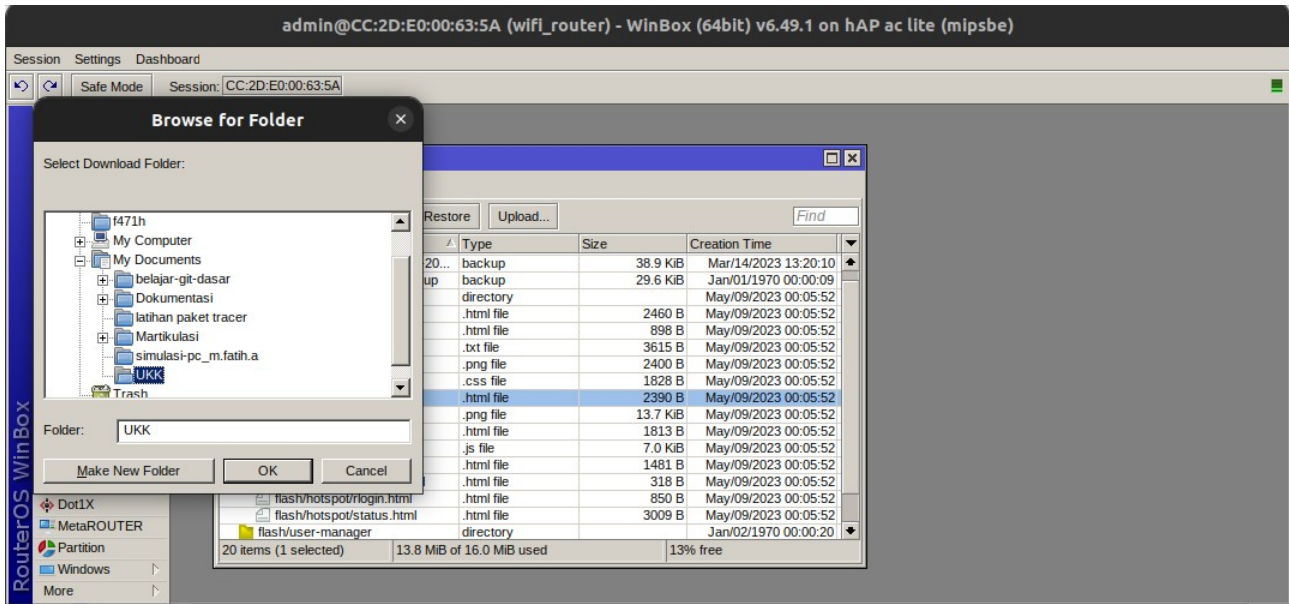 admin@CC:2D:E0:00:63:5A (wifi_router) - WinBox (64bit) v6.49.1 on hAP ac lite (mipsbe)
Session Settings Dashboard
Safe Mode Session: CC:2D:E0:00:63:5A
Browse for Folder
Select Download Folder:
f471h
My Computer
My Documents
belajar-git-dasar
Dokumentasi
latihan paket tracer
Martikulasi
simulasi-pc_m.fatih.a
UKK
Trash
Folder: UKK
Make New Folder OK Cancel
Restore Upload... Find
Type Size Creation Time
-20... backup 38.9 KiB Mar/14/2023 13:20:10
up backup 29.6 KiB Jan/01/1970 00:00:09
directory May/09/2023 00:05:52
.html file 2460 B May/09/2023 00:05:52
.html file 898 B May/09/2023 00:05:52
.txt file 3615 B May/09/2023 00:05:52
.png file 2400 B May/09/2023 00:05:52
.css file 1828 B May/09/2023 00:05:52
.html file 2390 B May/09/2023 00:05:52
.png file 13.7 KiB May/09/2023 00:05:52
.html file 1813 B May/09/2023 00:05:52
.js file 7.0 KiB May/09/2023 00:05:52
.html file 1481 B May/09/2023 00:05:52
.html file 318 B May/09/2023 00:05:52
flash/hotspot/rlogin.html .html file 850 B May/09/2023 00:05:52
flash/hotspot/status.html .html file 3009 B May/09/2023 00:05:52
flash/user-manager directory Jan/02/1970 00:00:20
20 items (1 selected) 13.8 MiB of 16.0 MiB used 13% free
Dot1X
MetaROUTER
Partition
Windows
More
RouterOS WinBox